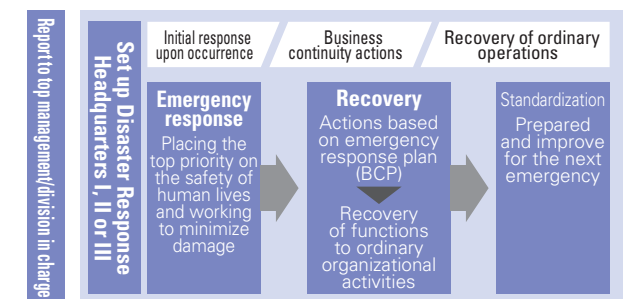 Report to top management/division in charge
Set up Disaster Response
Headquarters I, II or III
Initial response
upon occurrence
Business
continuity actions
Recovery of ordinary
operations
Emergency
response
Placing the
top priority on
the safety of
human lives
and working
to minimize
damage
Recovery
Actions based
on emergency
response plan
(BCP)
Recovery
of functions
to ordinary
organizational
activities
Standardization
Prepared
and improve
for the next
emergency